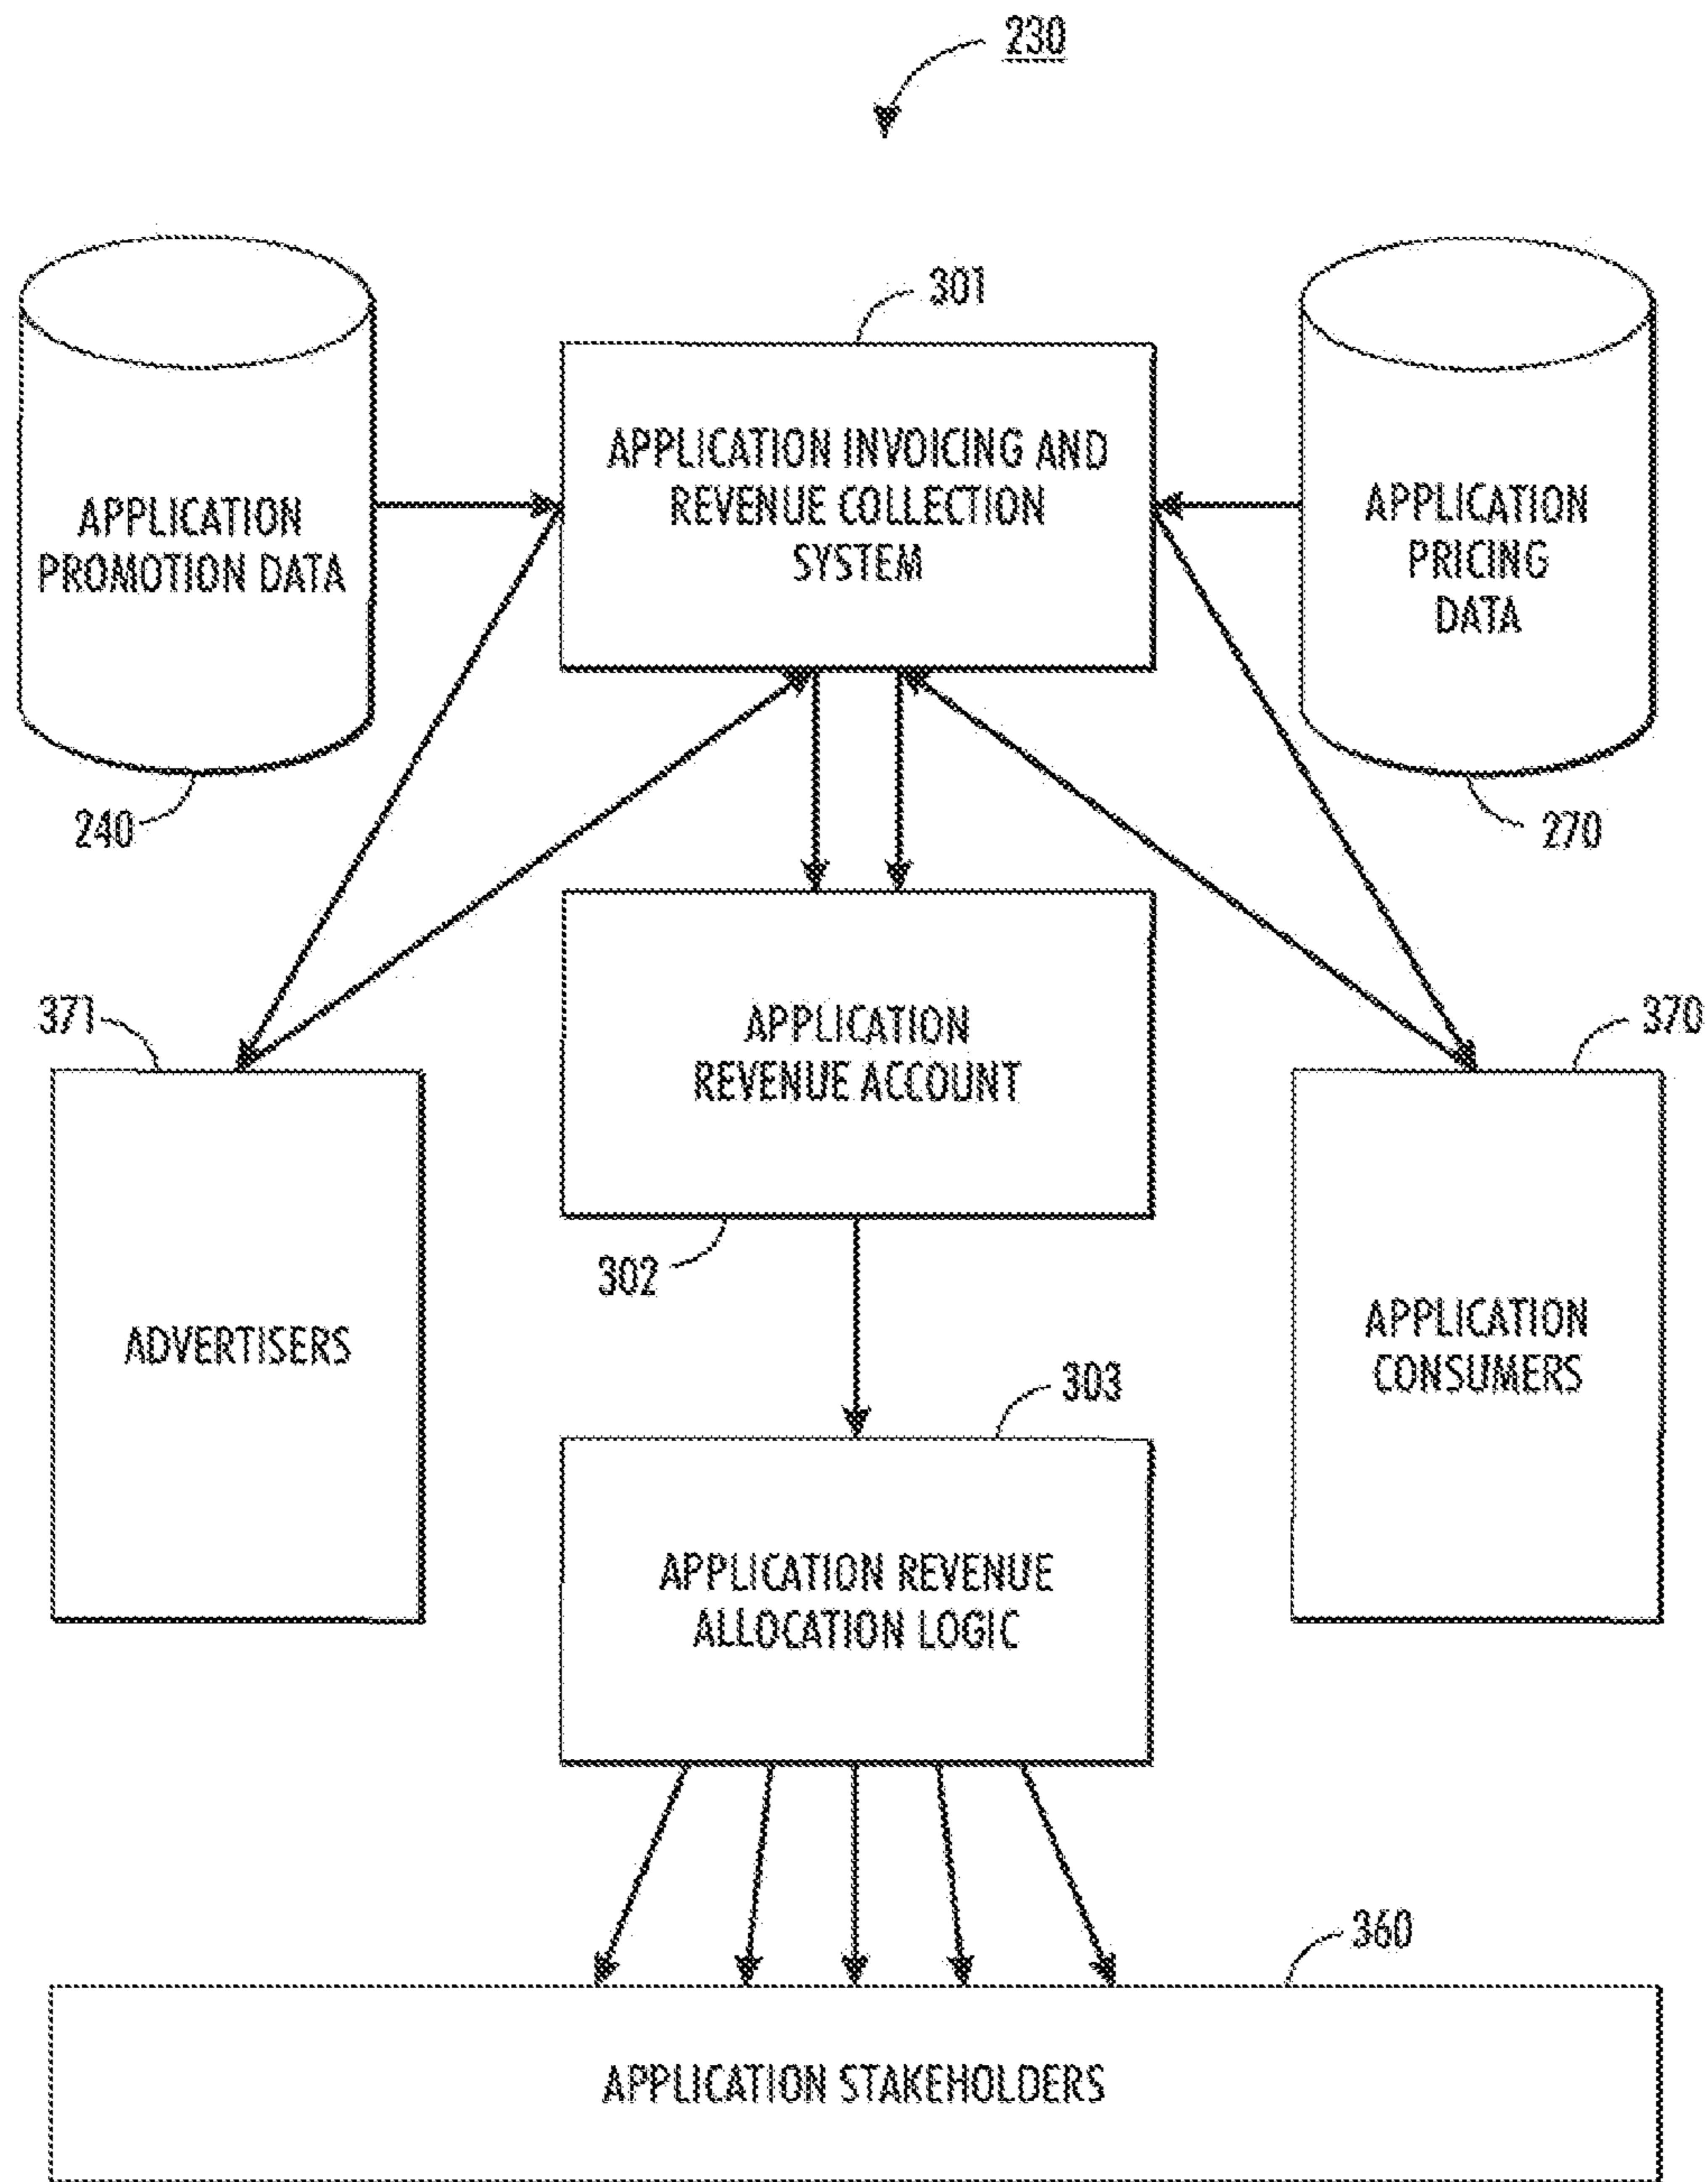 230
301
APPLICATION INVOICING AND
REVENUE COLLECTION
SYSTEM
APPLICATION
PROMOTION DATA
APPLICATION
PRICING
DATA
240
270
371
370
APPLICATION
REVENUE ACCOUNT
302
ADVERTISERS
APPLICATION
CONSUMERS
303
APPLICATION REVENUE
ALLOCATION LOGIC
360
APPLICATION STAKEHOLDERS